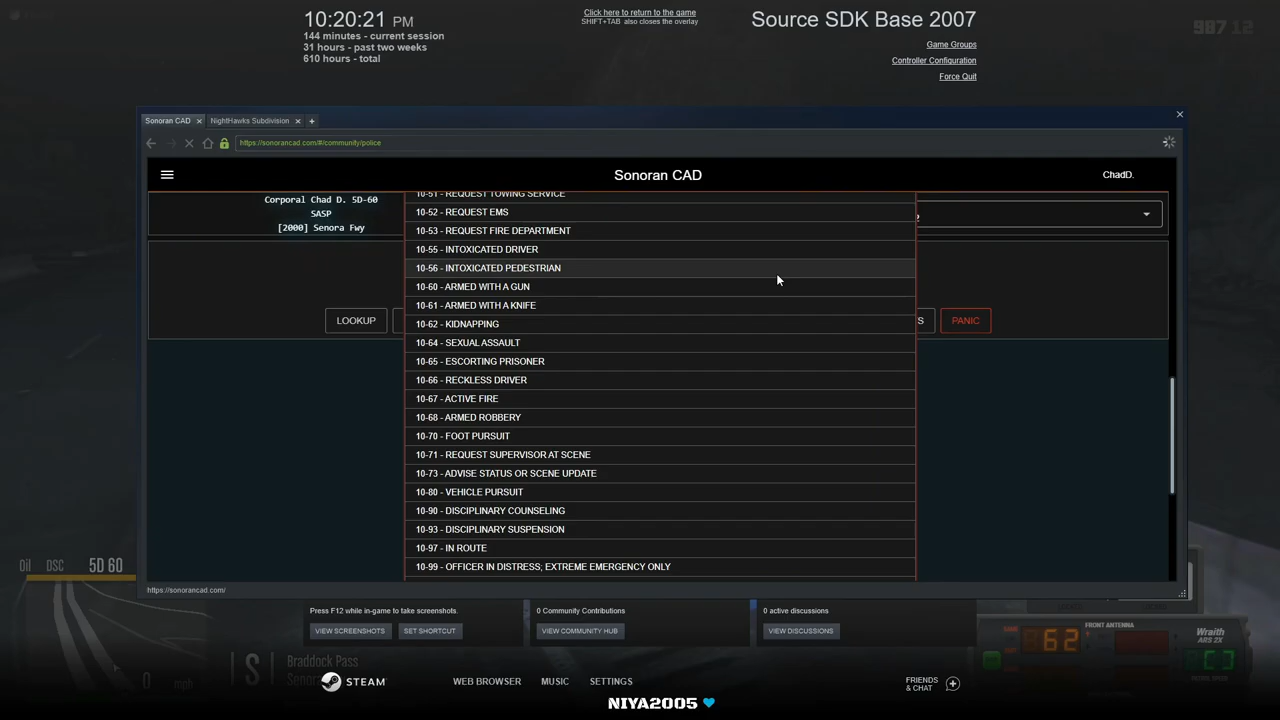 10:20:21 PM
144 minutes - current session
31 hours - past two weeks
610 hours - total
Click here to return to the game
SHIFT+TAB also closes the overlay
Source SDK Base 2007
Game Groups
Controller Configuration
Force Quit
987 12
Sonoran CAD
NightHawks Subdivision
https://sonorancad.com/#/community/police
Sonoran CAD
ChadD.
Corporal Chad D. 5D-60
SASP
[2000] Senora Fwy
LOOKUP
PANIC
10-51 - REQUEST TOWING SERVICE
10-52 - REQUEST EMS
10-53 - REQUEST FIRE DEPARTMENT
10-55 - INTOXICATED DRIVER
10-56 - INTOXICATED PEDESTRIAN
10-60 - ARMED WITH A GUN
10-61 - ARMED WITH A KNIFE
10-62 - KIDNAPPING
10-64 - SEXUAL ASSAULT
10-65 - ESCORTING PRISONER
10-66 - RECKLESS DRIVER
10-67 - ACTIVE FIRE
10-68 - ARMED ROBBERY
10-70 - FOOT PURSUIT
10-71 - REQUEST SUPERVISOR AT SCENE
10-73 - ADVISE STATUS OR SCENE UPDATE
10-80 - VEHICLE PURSUIT
10-90 - DISCIPLINARY COUNSELING
10-93 - DISCIPLINARY SUSPENSION
10-97 - IN ROUTE
10-99 - OFFICER IN DISTRESS; EXTREME EMERGENCY ONLY
Oil DSC 5D 60
https://sonorancad.com/
Press F12 while in-game to take screenshots.
VIEW SCREENSHOTS
SET SHORTCUT
0 Community Contributions
VIEW COMMUNITY HUB
0 active discussions
VIEW DISCUSSIONS
FRONT ANTENNA
62
Wraith
ARS 2X
PATROL SPEED
0 mph
S
Braddock Pass
STEAM
WEB BROWSER
MUSIC
SETTINGS
FRIENDS
& CHAT
NIYA2005